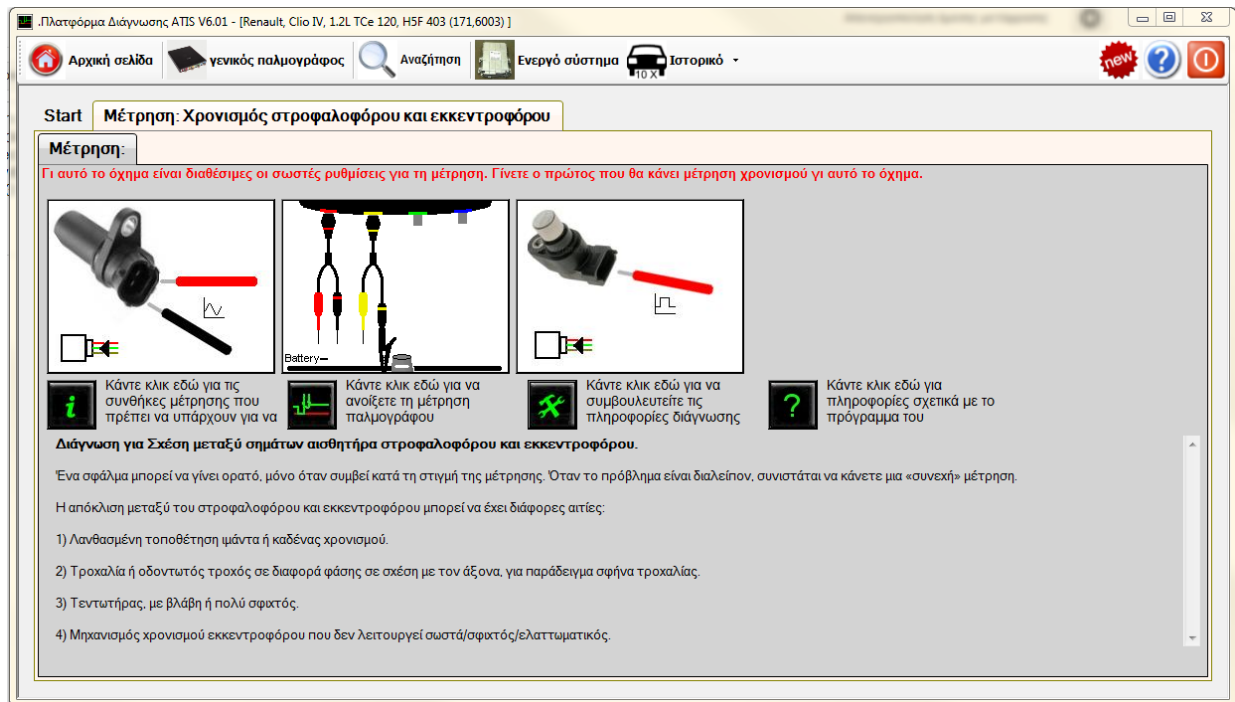 .Πλατφόρμα Διάγνωσης ATIS V6.01 - [Renault, Clio IV, 1.2L TCe 120, H5F 403 (171,6003) ]
Αρχική σελίδα γενικός παλμογράφος Αναζήτηση Ενεργό σύστημα 10 X Ιστορικό new ?
Start Μέτρηση: Χρονισμός στροφαλοφόρου και εκκεντροφόρου
Μέτρηση:
Γι αυτό το όχημα είναι διαθέσιμες οι σωστές ρυθμίσεις για τη μέτρηση. Γίνετε ο πρώτος που θα κάνει μέτρηση χρονισμού γι αυτό το όχημα.
Battery–
i
Κάντε κλικ εδώ για τις
συνθήκες μέτρησης που
πρέπει να υπάρχουν για να
Κάντε κλικ εδώ για να
ανοίξετε τη μέτρηση
παλμογράφου
Κάντε κλικ εδώ για να
συμβουλευτείτε τις
πληροφορίες διάγνωσης
?
Κάντε κλικ εδώ για
πληροφορίες σχετικά με το
πρόγραμμα του
Διάγνωση για Σχέση μεταξύ σημάτων αισθητήρα στροφαλοφόρου και εκκεντροφόρου.
Ένα σφάλμα μπορεί να γίνει ορατό, μόνο όταν συμβεί κατά τη στιγμή της μέτρησης. Όταν το πρόβλημα είναι διαλείπον, συνιστάται να κάνετε μια «συνεχή» μέτρηση.
Η απόκλιση μεταξύ του στροφαλοφόρου και εκκεντροφόρου μπορεί να έχει διάφορες αιτίες:
1) Λανθασμένη τοποθέτηση ιμάντα ή καδένας χρονισμού.
2) Τροχαλία ή οδοντωτός τροχός σε διαφορά φάσης σε σχέση με τον άξονα, για παράδειγμα σφήνα τροχαλίας.
3) Τεντωτήρας, με βλάβη ή πολύ σφιχτός.
4) Μηχανισμός χρονισμού εκκεντροφόρου που δεν λειτουργεί σωστά/σφιχτός/ελαττωματικός.